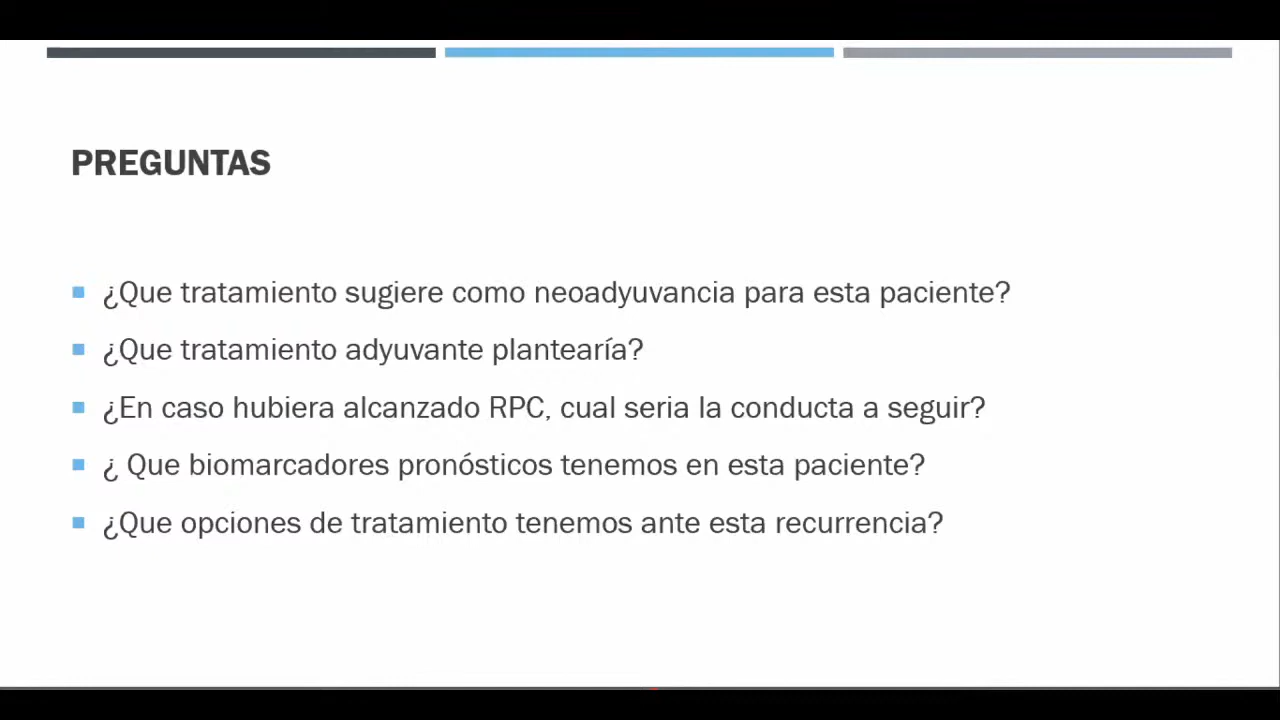 PREGUNTAS
¿Que tratamiento sugiere como neoadyuvancia para esta paciente?
¿Que tratamiento adyuvante plantearía?
¿En caso hubiera alcanzado RPC, cual seria la conducta a seguir?
¿ Que biomarcadores pronósticos tenemos en esta paciente?
¿Que opciones de tratamiento tenemos ante esta recurrencia?